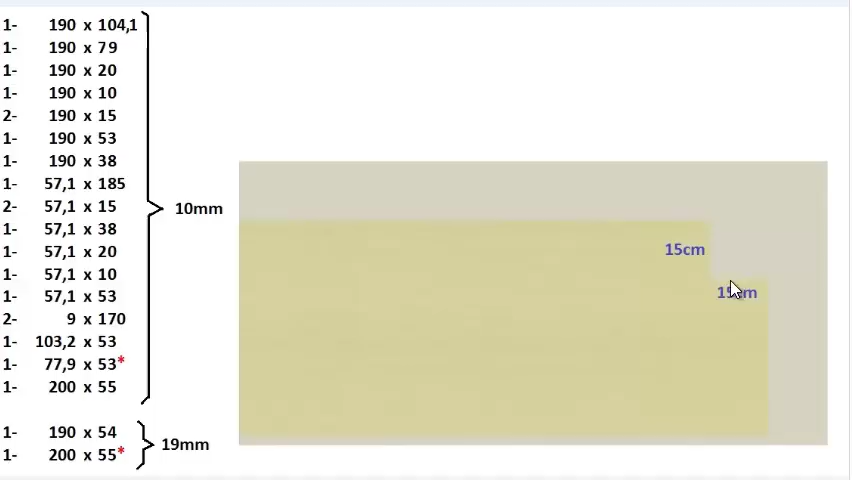 1- 190 x 104,1
1- 190 x 79
1- 190 x 20
1- 190 x 10
2- 190 x 15
1- 190 x 53
1- 190 x 38
1- 57,1 x 185
2- 57,1 x 15
1- 57,1 x 38
1- 57,1 x 20
1- 57,1 x 10
1- 57,1 x 53
2- 9 x 170
1- 103,2 x 53
1- 77,9 x 53*
1- 200 x 55
10mm
1- 190 x 54
1- 200 x 55*
19mm
15cm